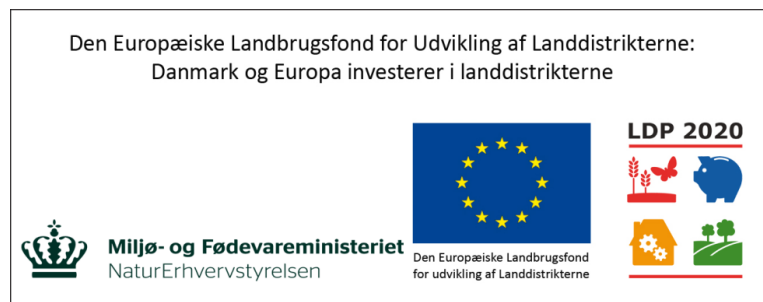 Den Europæiske Landbrugsfond for Udvikling af Landdistrikterne:
Danmark og Europa investerer i landdistrikterne
LDP 2020
Miljø- og Fødevareministeriet
NaturErhvervstyrelsen
Den Europæiske Landbrugsfond
for udvikling af Landdistrikterne